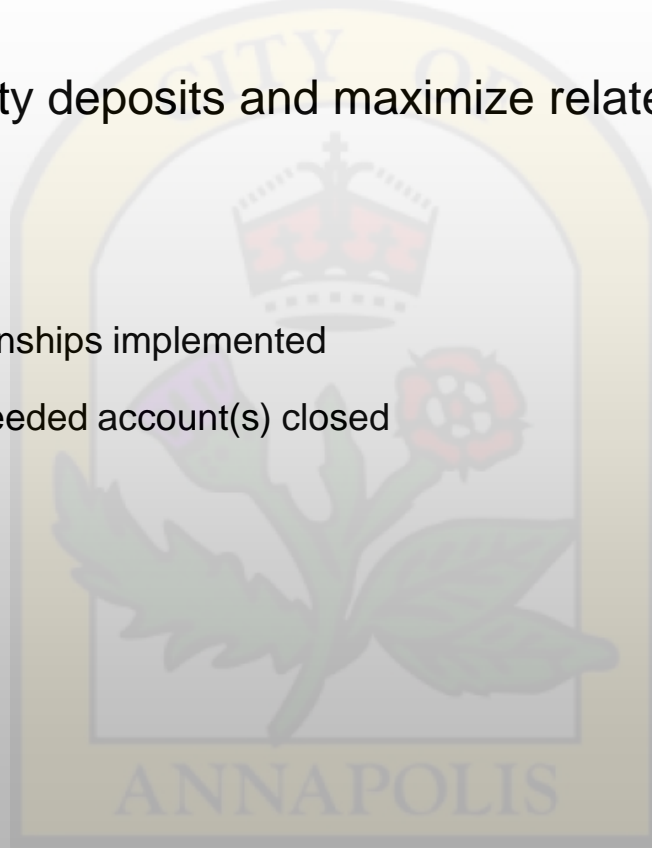 CITY OF
ty deposits and maximize relate
nships implemented
eeded account(s) closed
ANNAPOLIS